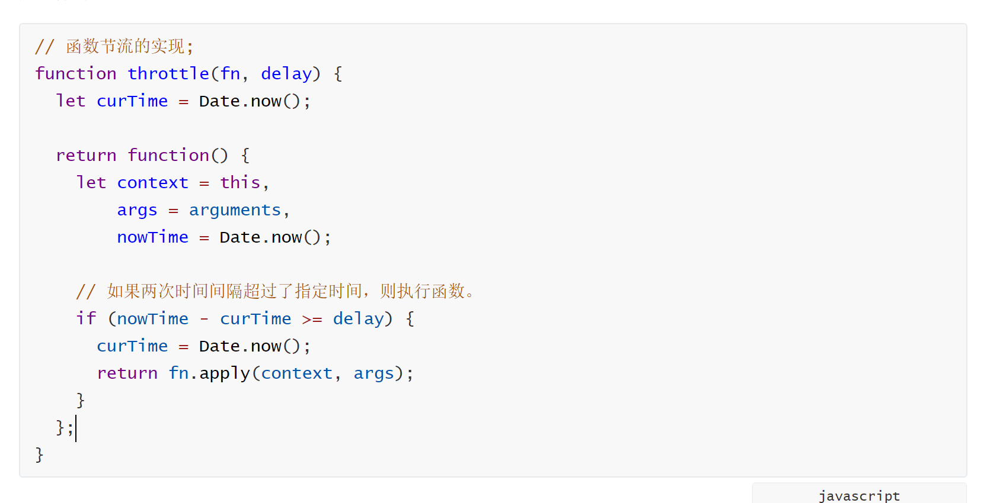 // 函数节流的实现;
function throttle(fn, delay) {
  let curTime = Date.now();

  return function() {
    let context = this,
        args = arguments,
        nowTime = Date.now();

    // 如果两次时间间隔超过了指定时间，则执行函数。
    if (nowTime - curTime >= delay) {
      curTime = Date.now();
      return fn.apply(context, args);
    }
  };
}
javascript